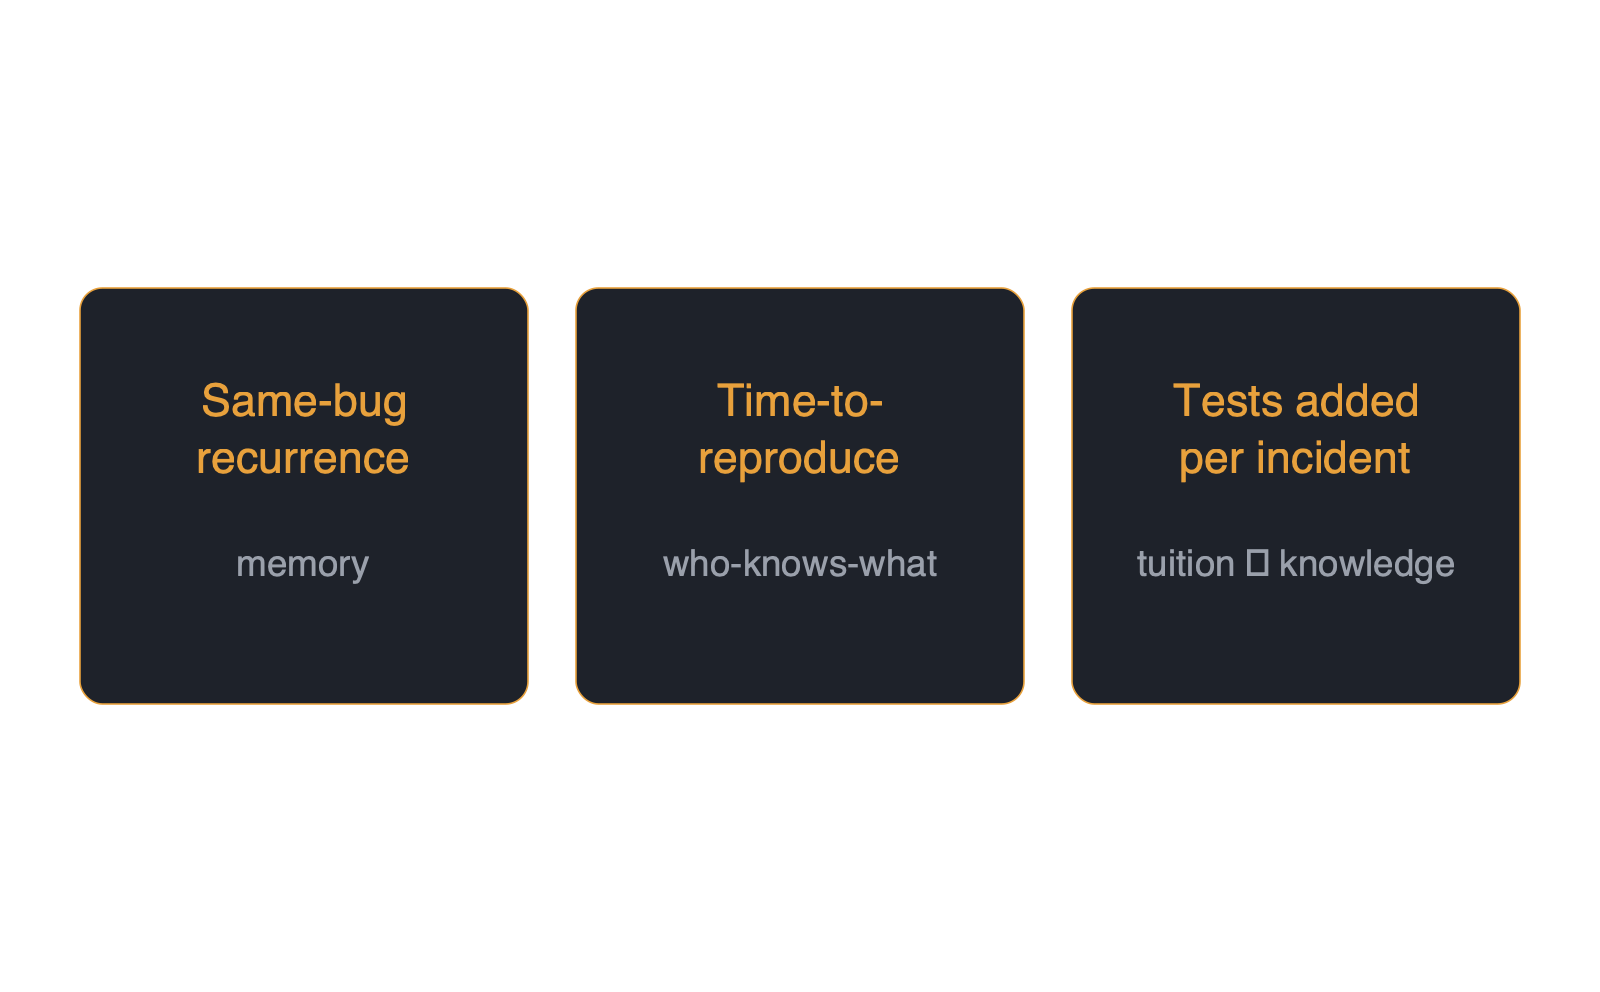 Same-bug
recurrence
memory
Time-to-
reproduce
who-knows-what
Tests added
per incident
tuition □ knowledge